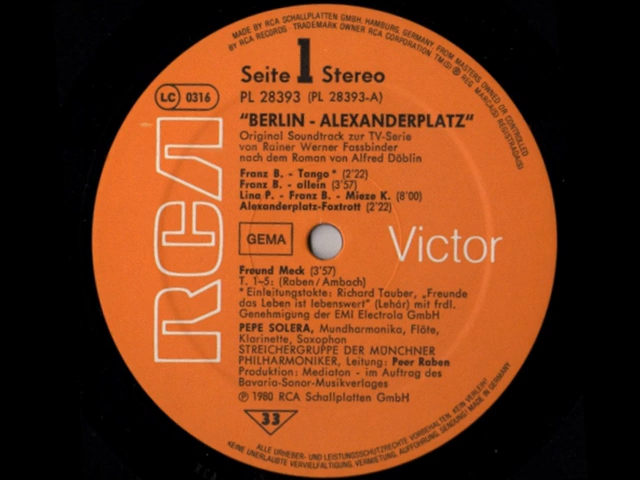 MADE BY RCA SCHALLPLATTEN GMBH, HAMBURG, GERMANY FROM MASTERS OWNED OR CONTROLLED
BY RCA RECORDS · TRADEMARK OWNER RCA CORPORATION. TM(S) ® REG MARCA(S) REGISTRADA(S)
Seite 1 Stereo
LC 0316
PL 28393 (PL 28393-A)
"BERLIN - ALEXANDERPLATZ"
Original Soundtrack zur TV-Serie
von Rainer Werner Fassbinder
nach dem Roman von Alfred Döblin
Franz B. - Tango * (2'22)
Franz B. - allein (3'57)
Lina P. - Franz B. - Mieze K. (8'00)
Alexanderplatz-Foxtrott (2'22)
RCA
GEMA
Victor
Freund Meck (3'57)
T. 1-5: (Raben/Ambach)
* Einleitungstakte: Richard Tauber, „Freunde
das Leben ist lebenswert" (Lehár) mit frdl.
Genehmigung der EMI Electrola GmbH
PEPE SOLERA, Mundharmonika, Flöte,
Klarinette, Saxophon
STREICHERGRUPPE DER MÜNCHNER
PHILHARMONIKER, Leitung: Peer Raben
Produktion: Mediaton - im Auftrag des
Bavaria-Sonor-Musikverlages
℗ 1980 RCA Schallplatten GmbH
33
ALLE URHEBER- UND LEISTUNGSSCHUTZRECHTE VORBEHALTEN. KEIN VERLEIH!
KEINE UNERLAUBTE VERVIELFÄLTIGUNG, VERMIETUNG, AUFFÜHRUNG, SENDUNG!